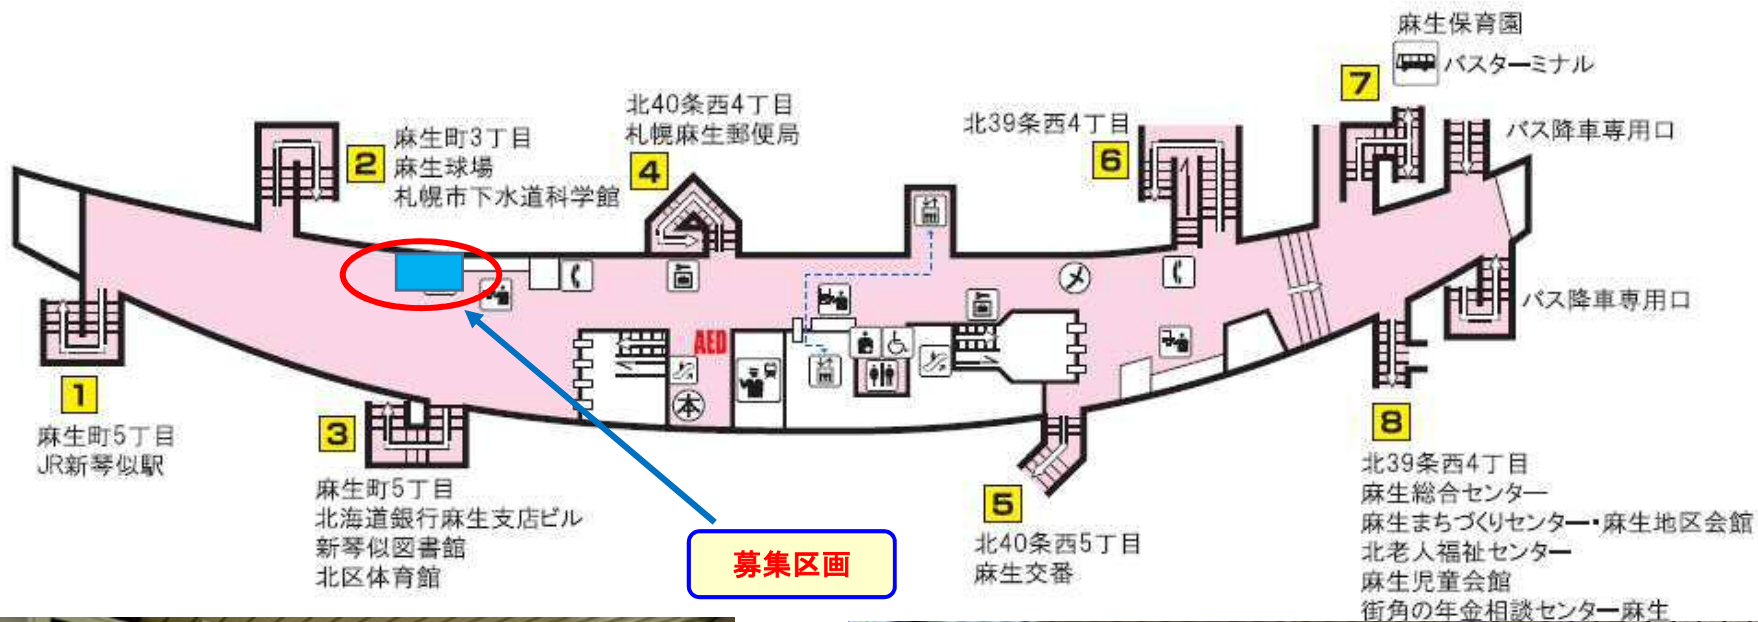 麻生保育園
7
バスターミナル
バス降車専用口
北40条西4丁目
札幌麻生郵便局
4
北39条西4丁目
6
2
麻生町3丁目
麻生球場
札幌市下水道科学館
バス降車専用口
AED
本
1
麻生町5丁目
JR新琴似駅
3
麻生町5丁目
北海道銀行麻生支店ビル
新琴似図書館
北区体育館
募集区画
5
北40条西5丁目
麻生交番
8
北39条西4丁目
麻生総合センター
麻生まちづくりセンター・麻生地区会館
北老人福祉センター
麻生児童会館
街角の年金相談センター麻生